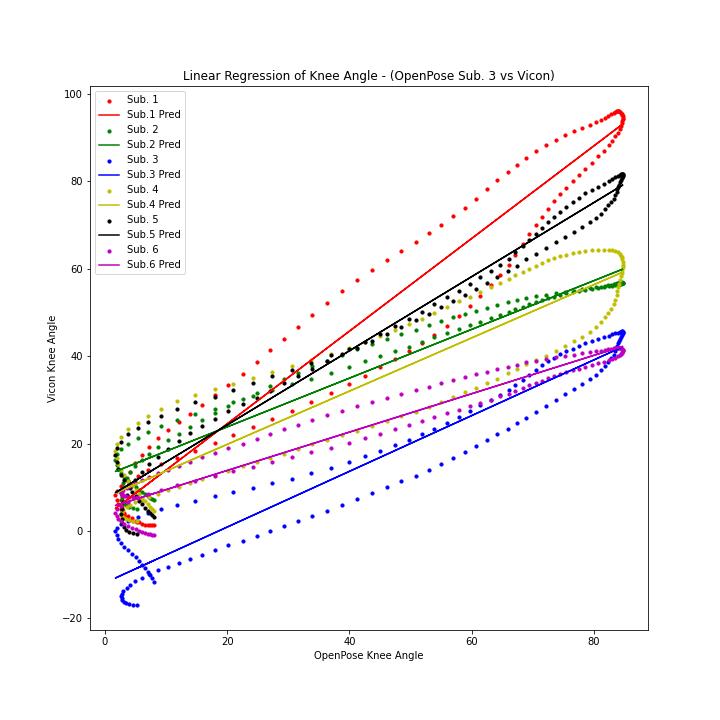 Linear Regression of Knee Angle - (OpenPose Sub. 3 vs Vicon)
Sub. 1
Sub.1 Pred
Sub. 2
Sub.2 Pred
Sub. 3
Sub.3 Pred
Sub. 4
Sub.4 Pred
Sub. 5
Sub.5 Pred
Sub. 6
Sub.6 Pred
Vicon Knee Angle
100
80
60
40
20
0
−20
0 20 40 60 80
OpenPose Knee Angle